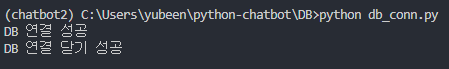 (chatbot2) C:\Users\yubeen\python-chatbot\DB>python db_conn.py
DB 연결 성공
DB 연결 닫기 성공